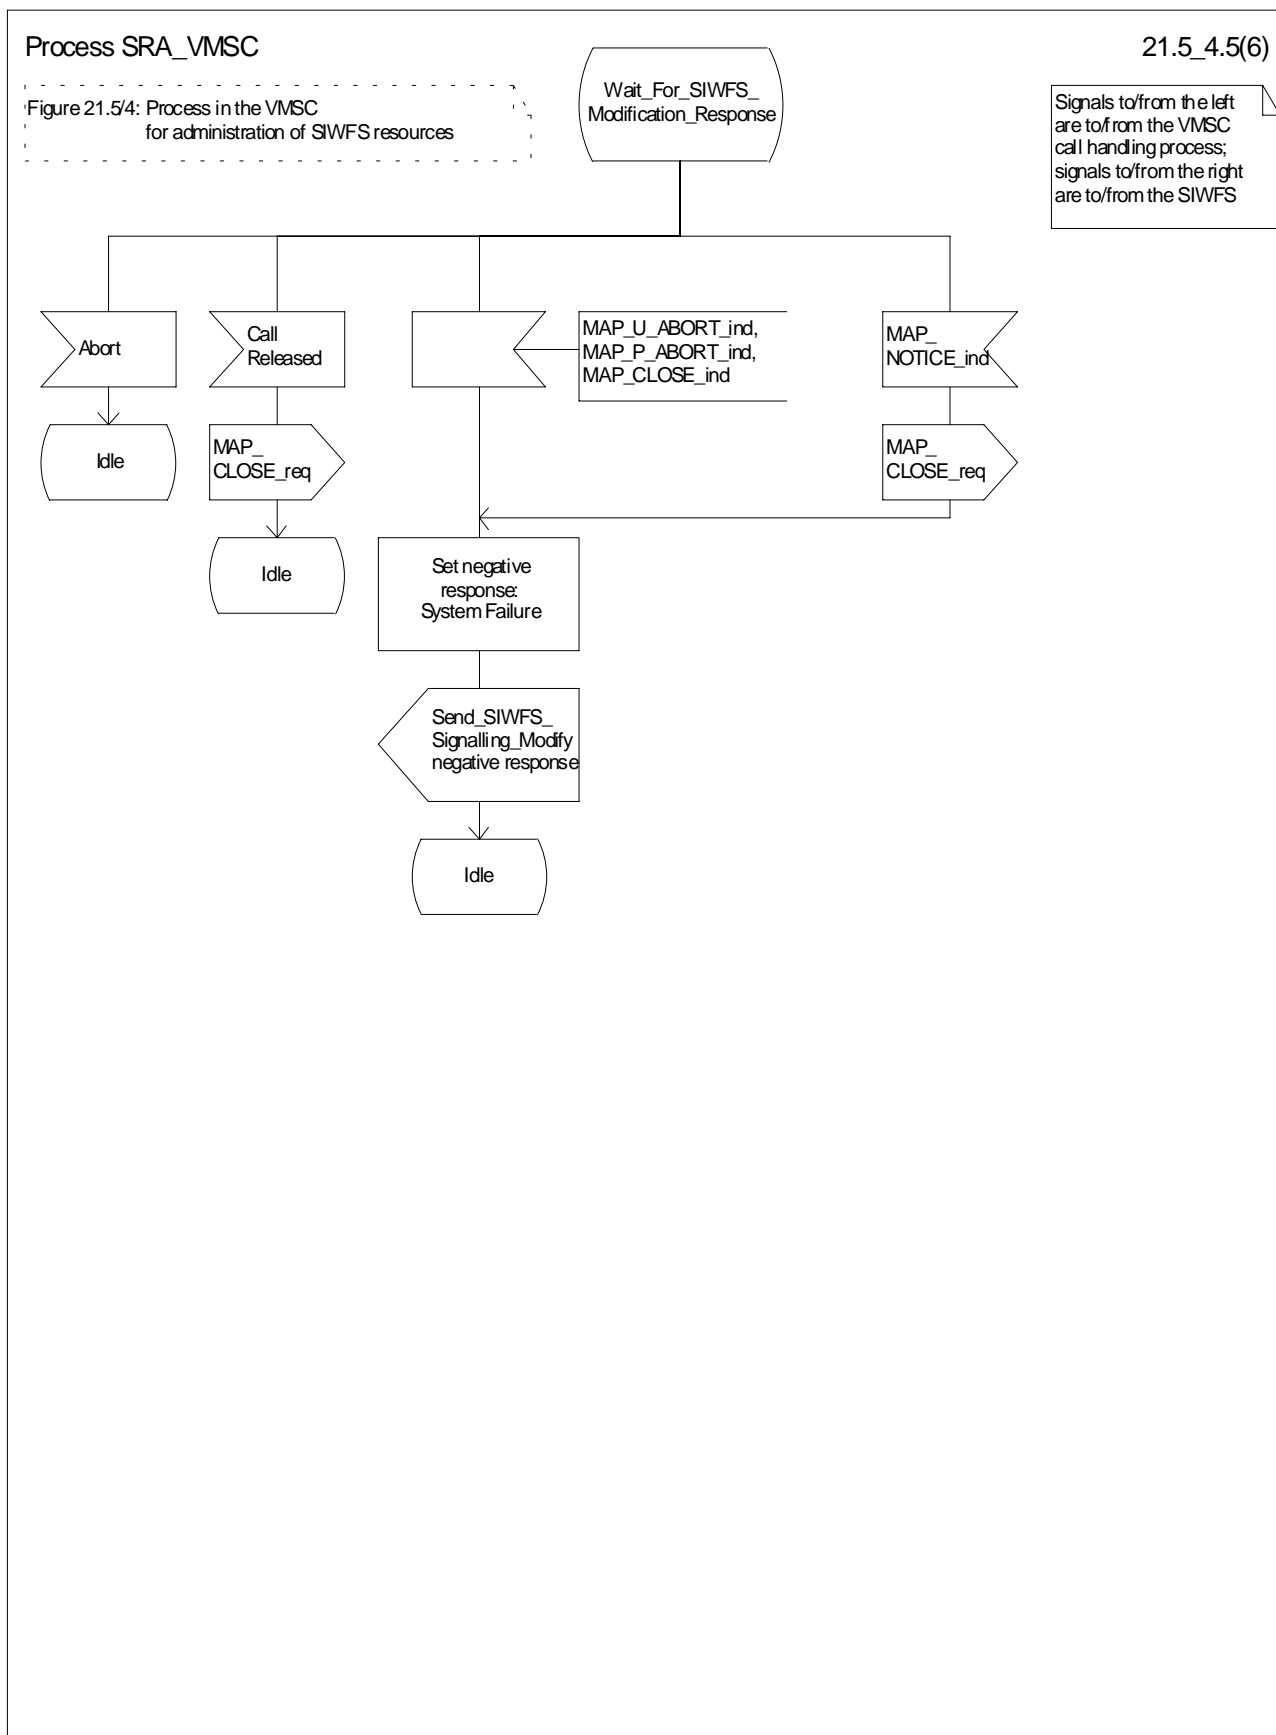 Process SRA_VMSC
21.5_4.5(6)
Figure 21.5/4: Process in the VMSC
for administration of SIWFS resources
Wait_For_SIWFS_
Modification_Response
Signals to/from the left
are to/from the VMSC
call handling process;
signals to/from the right
are to/from the SIWFS
Abort
Call
Released
MAP_U_ABORT_ind,
MAP_P_ABORT_ind,
MAP_CLOSE_ind
MAP_
NOTICE_ind
Idle
MAP_
CLOSE_req
MAP_
CLOSE_req
Idle
Set negative
response:
System Failure
Send_SIWFS_
Signalling_Modify
negative response
Idle